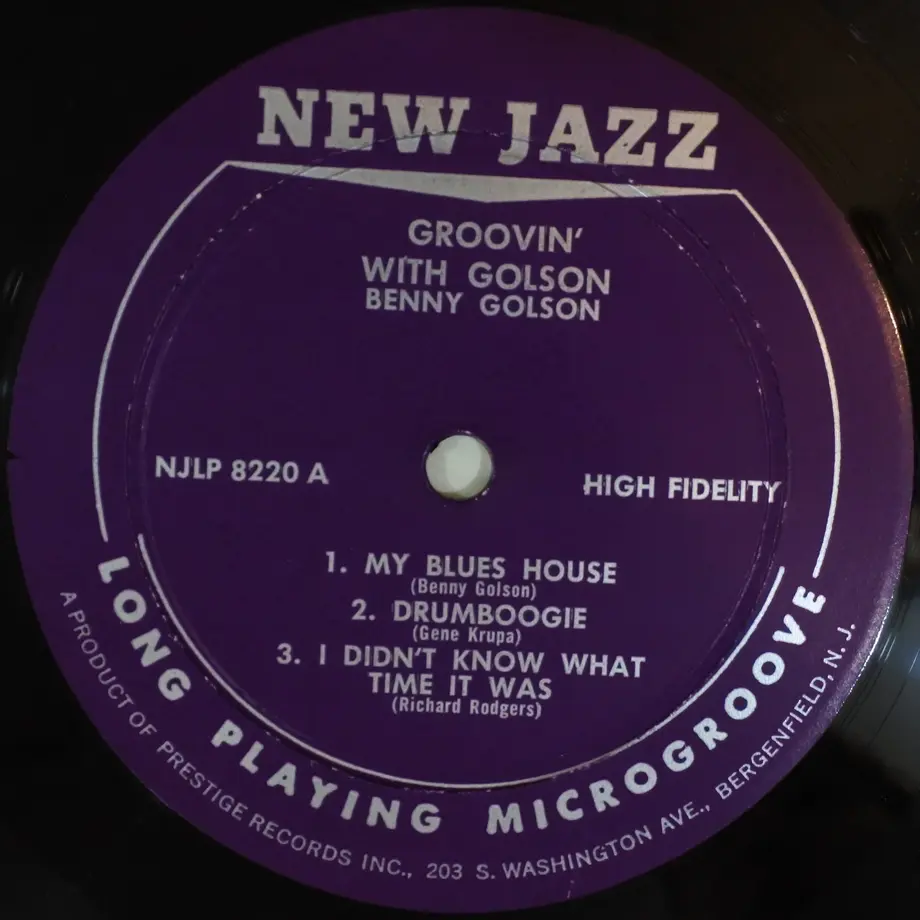 NEW JAZZ
GROOVIN'
WITH GOLSON
BENNY GOLSON
NJLP 8220 A
HIGH FIDELITY
1. MY BLUES HOUSE
(Benny Golson)
2. DRUMBOOGIE
(Gene Krupa)
3. I DIDN'T KNOW WHAT
TIME IT WAS
(Richard Rodgers)
LONG PLAYING MICROGROOVE
A PRODUCT OF PRESTIGE RECORDS INC., 203 S. WASHINGTON AVE., BERGENFIELD, N. J.